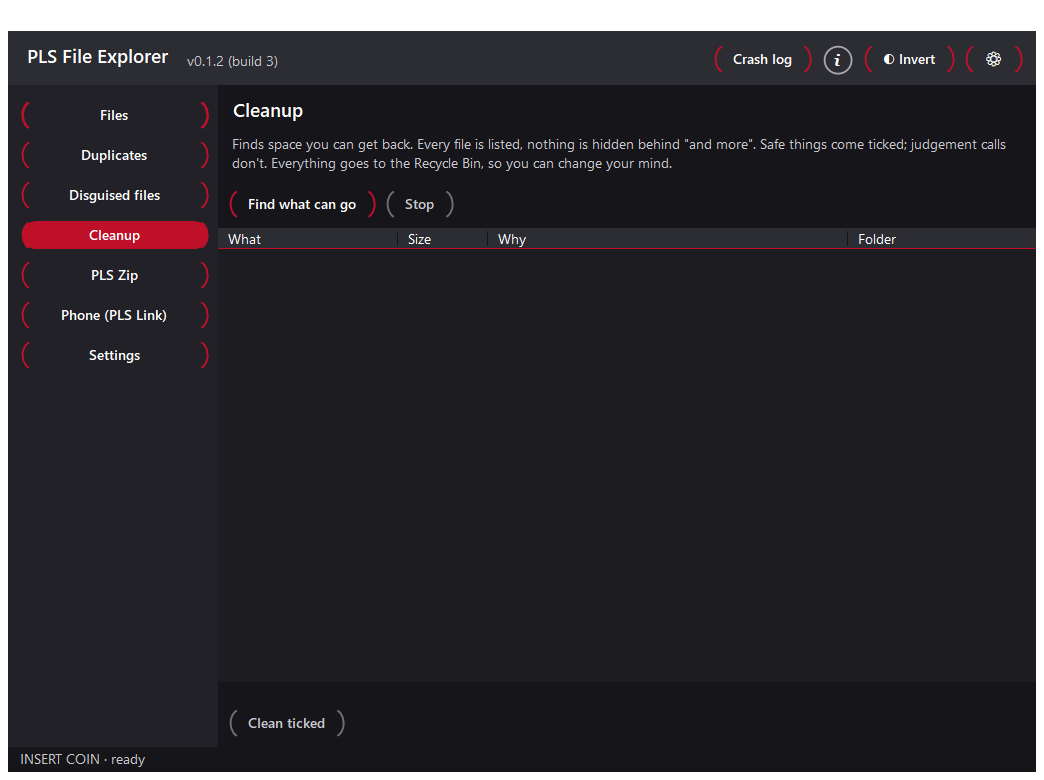 PLS File Explorer v0.1.2 (build 3)
Crash log
i
Invert
Files
Duplicates
Disguised files
Cleanup
PLS Zip
Phone (PLS Link)
Settings
Cleanup
Finds space you can get back. Every file is listed, nothing is hidden behind "and more". Safe things come ticked; judgement calls
don't. Everything goes to the Recycle Bin, so you can change your mind.
Find what can go
Stop
What Size Why Folder
Clean ticked
INSERT COIN · ready